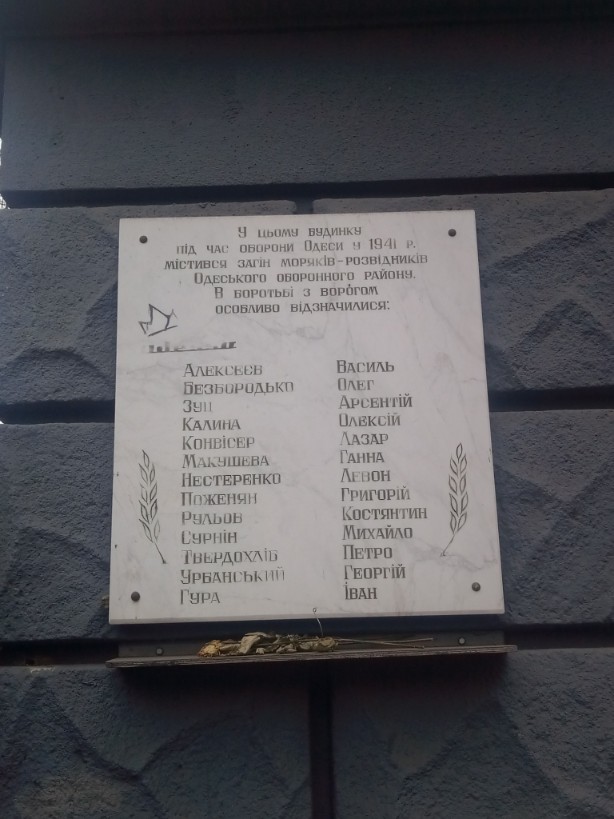 У цьому будинку
під час оборони Одеси у 1941 р.
містився загін моряків-розвідників
Одеського оборонного району.
В боротьбі з ворогом
особливо відзначилися:
Алексєєв Василь
Безбородько Олег
Зуц Арсентій
Калина Олексій
Конвісер Лазар
Макушева Ганна
Нестеренко Левон
Поженян Григорій
Рульов Костянтин
Сурнін Михайло
Твердохліб Петро
Урбанський Георгій
Гура Іван